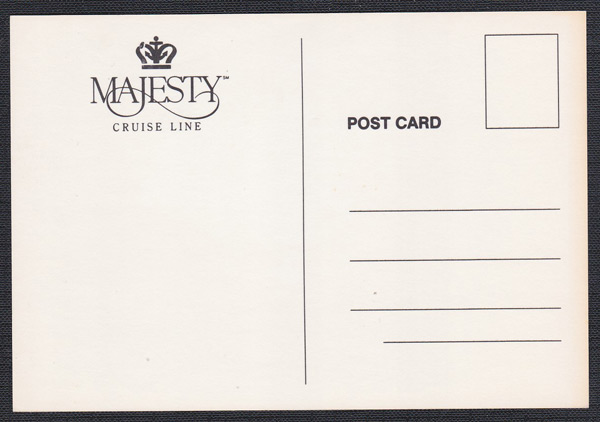 MAJESTY℠
CRUISE LINE
POST CARD